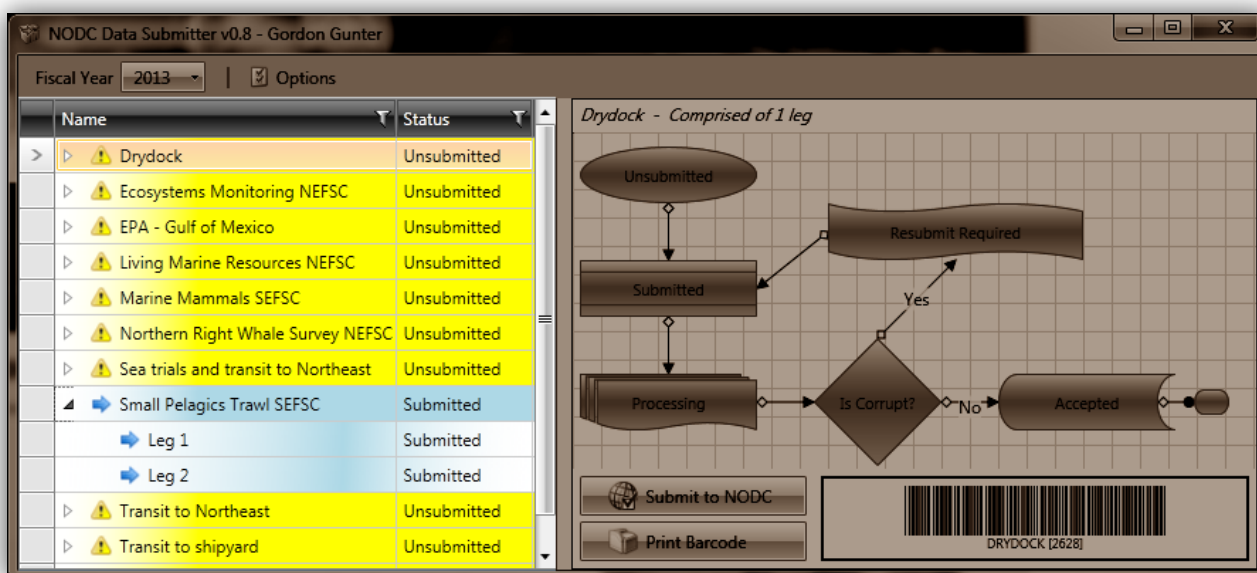 NODC Data Submitter v0.8 - Gordon Gunter
Fiscal Year 2013 | Options
Name Status
Drydock Unsubmitted
Ecosystems Monitoring NEFSC Unsubmitted
EPA - Gulf of Mexico Unsubmitted
Living Marine Resources NEFSC Unsubmitted
Marine Mammals SEFSC Unsubmitted
Northern Right Whale Survey NEFSC Unsubmitted
Sea trials and transit to Northeast Unsubmitted
Small Pelagics Trawl SEFSC Submitted
Leg 1 Submitted
Leg 2 Submitted
Transit to Northeast Unsubmitted
Transit to shipyard Unsubmitted
Drydock - Comprised of 1 leg
Unsubmitted
Resubmit Required
Submitted
Yes
Processing
Is Corrupt?
No
Accepted
Submit to NODC
Print Barcode
DRYDOCK [2628]